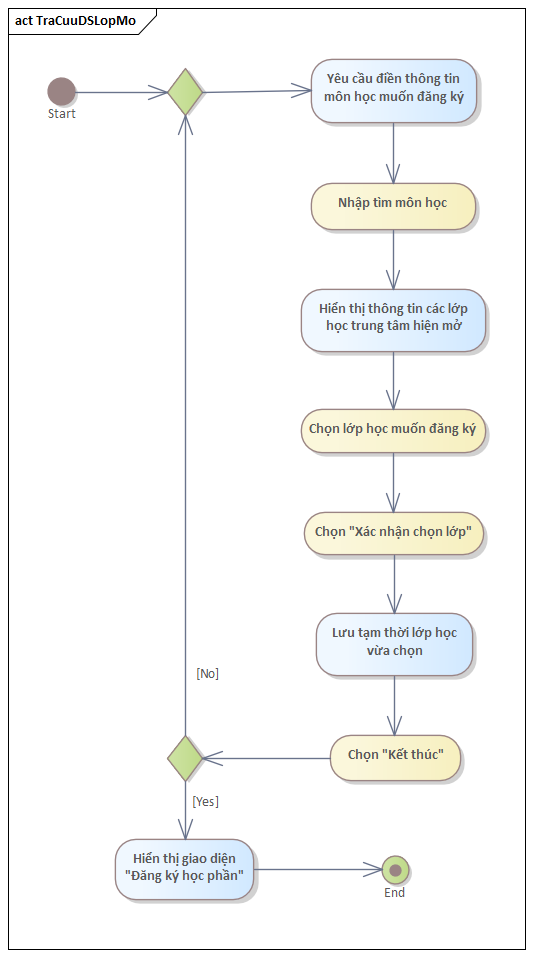 act TraCuuDSLopMo
Start
Yêu cầu điền thông tin
môn học muốn đăng ký
Nhập tìm môn học
Hiển thị thông tin các lớp
học trung tâm hiện mở
Chọn lớp học muốn đăng ký
Chọn "Xác nhận chọn lớp"
Lưu tạm thời lớp học
vừa chọn
[No]
Chọn "Kết thúc"
[Yes]
Hiển thị giao diện
"Đăng ký học phần"
End